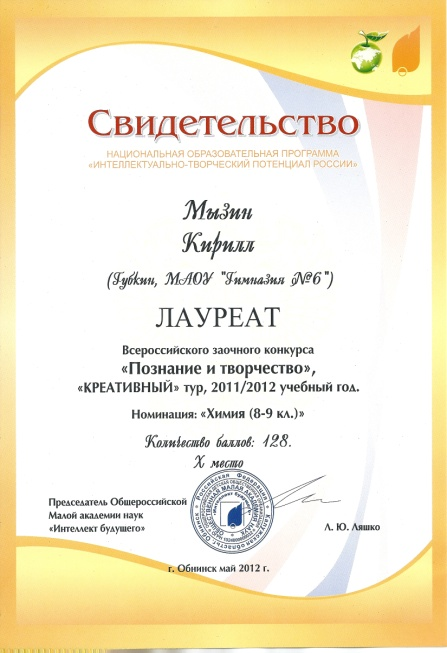 Свидетельство
НАЦИОНАЛЬНАЯ ОБРАЗОВАТЕЛЬНАЯ ПРОГРАММА
«ИНТЕЛЛЕКТУАЛЬНО-ТВОРЧЕСКИЙ ПОТЕНЦИАЛ РОССИИ»
Мызин
Кирилл
(Губкин, МАОУ "Гимназия №6")
ЛАУРЕАТ
Всероссийского заочного конкурса
«Познание и творчество»,
«КРЕАТИВНЫЙ» тур, 2011/2012 учебный год.
Номинация: «Химия (8-9 кл.)»
Количество баллов: 128.
X место
Председатель Общероссийской
Малой академии наук
«Интеллект будущего»
Л. Ю. Ляшко
г. Обнинск май 2012 г.